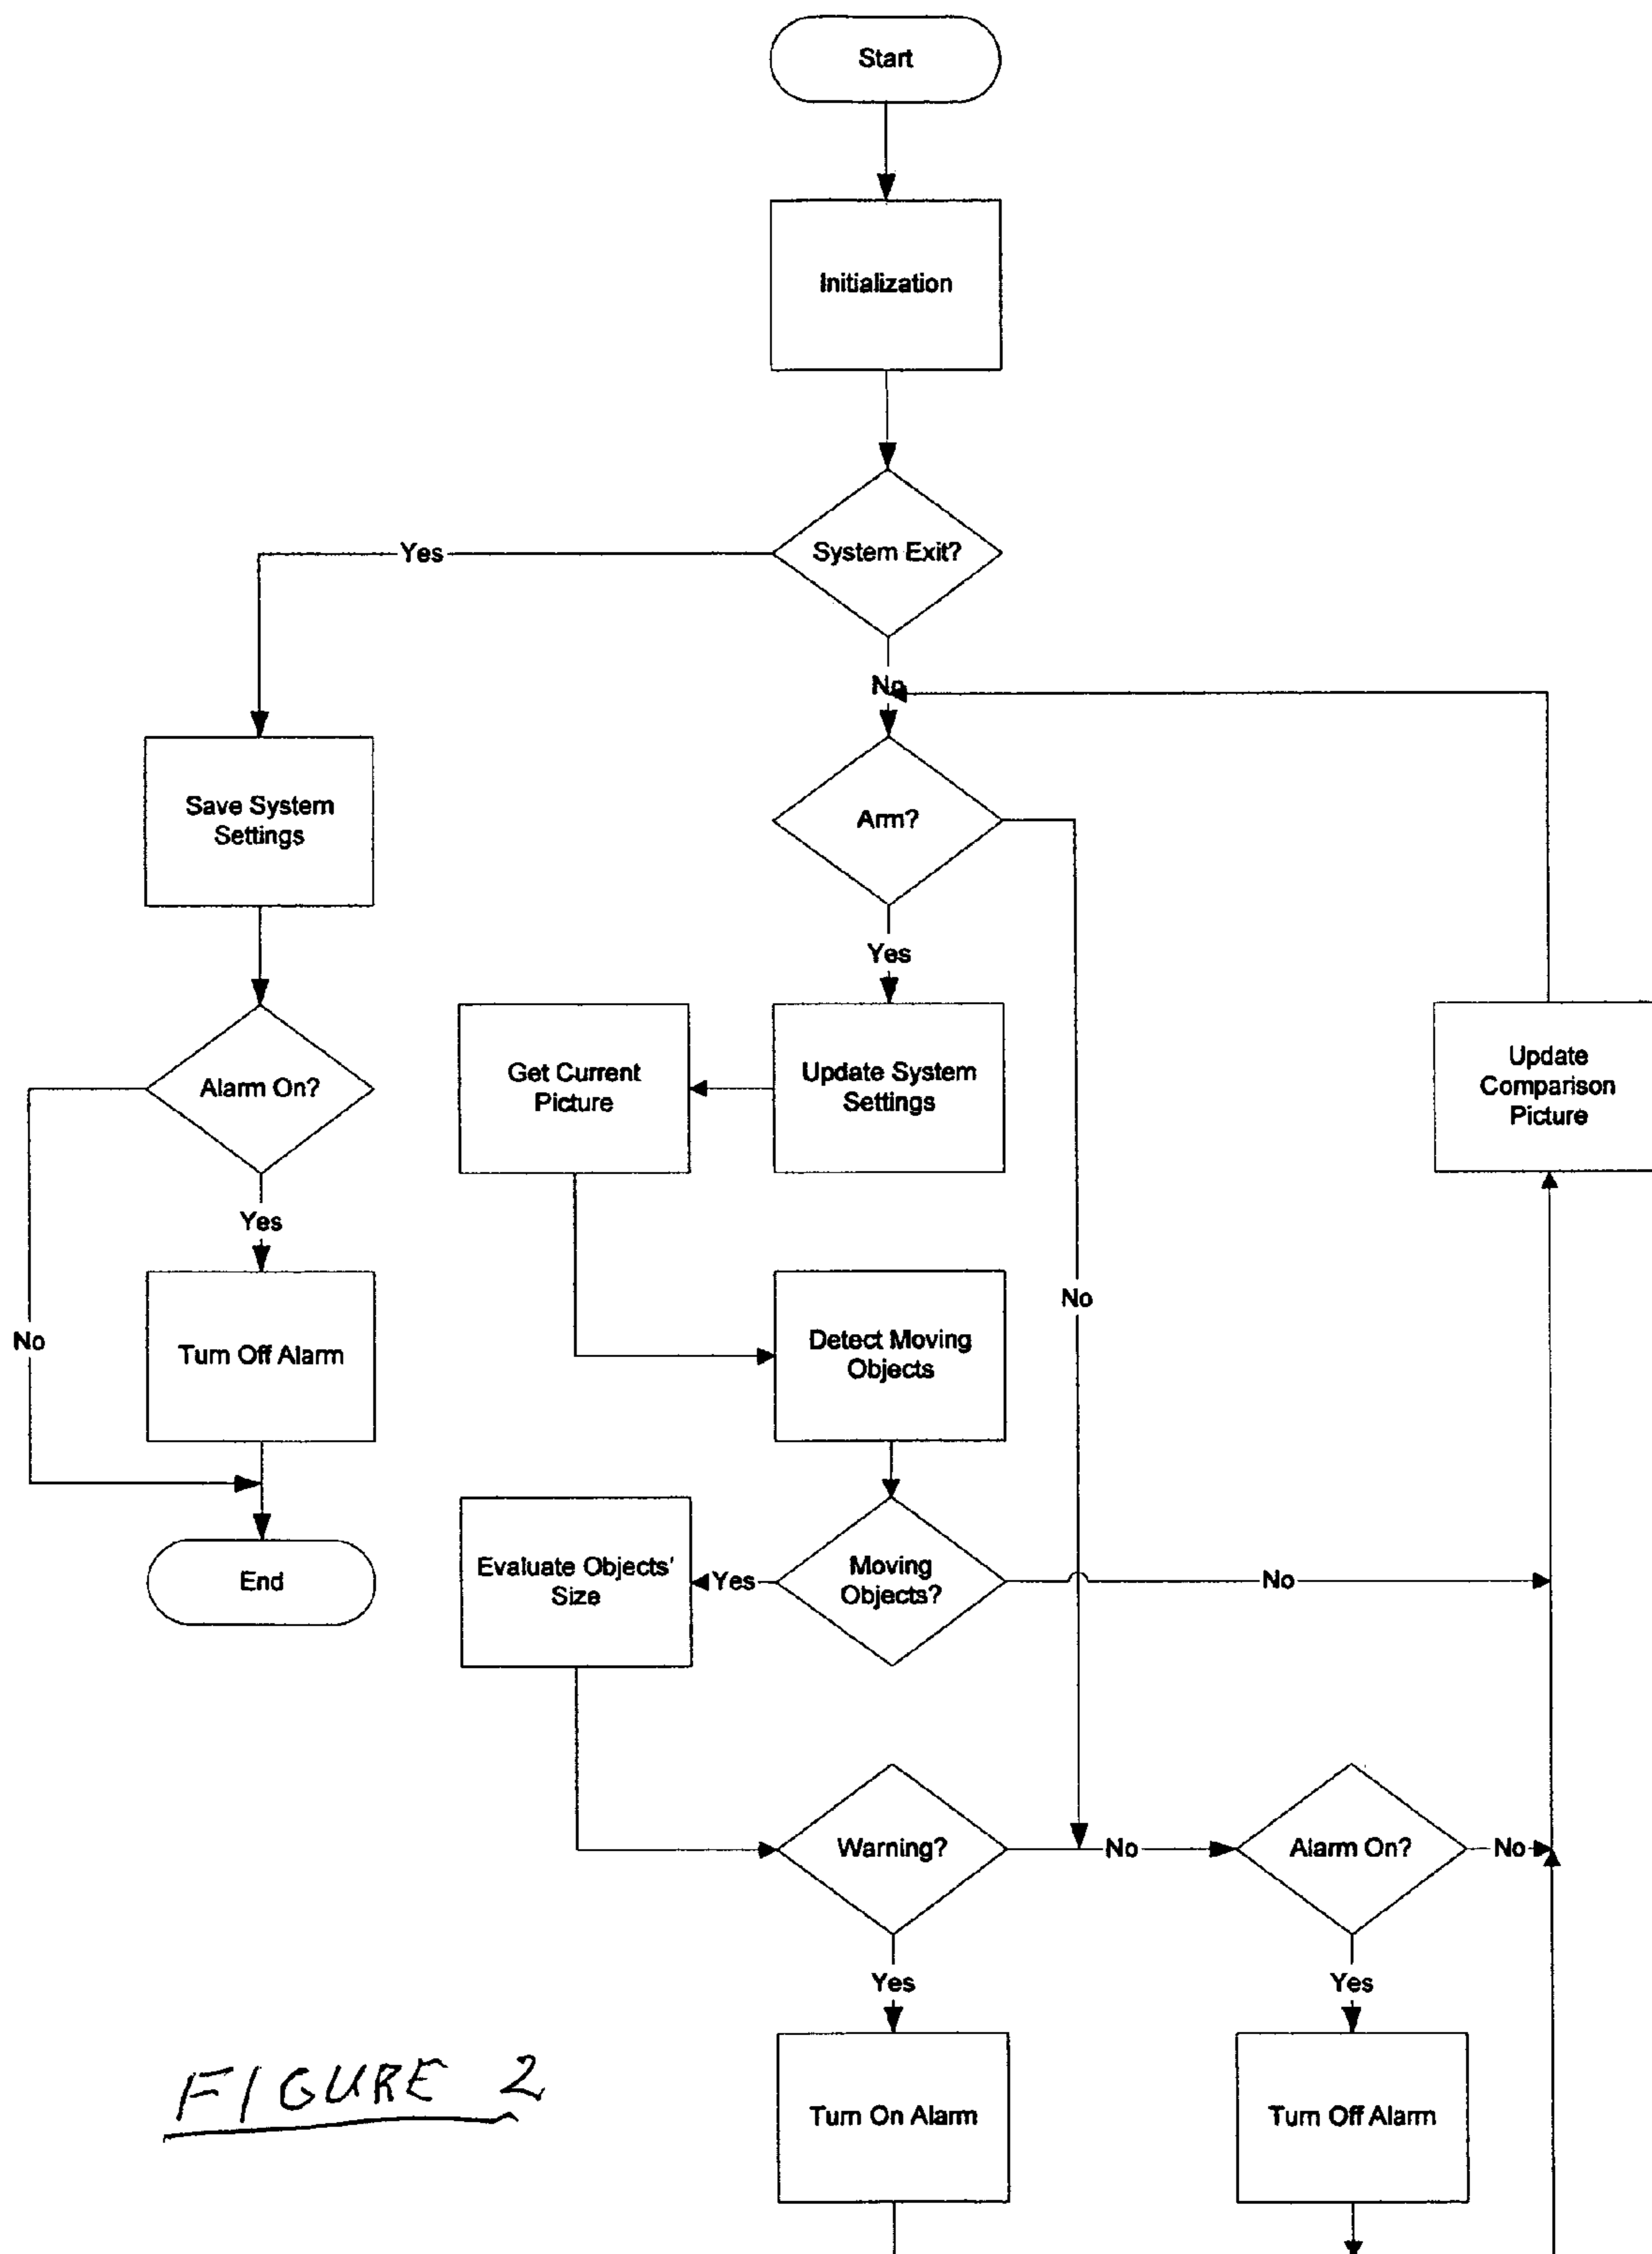 Start
Initialization
System Exit?
Yes
No
Save System
Settings
Arm?
Yes
Alarm On?
Get Current
Picture
Update System
Settings
Update
Comparison
Picture
Yes
No
No
Turn Off Alarm
Detect Moving
Objects
End
Evaluate Objects'
Size
Yes
Moving
Objects?
No
Warning?
No
Alarm On?
No
Yes
Yes
Turn On Alarm
Turn Off Alarm
FIGURE 2